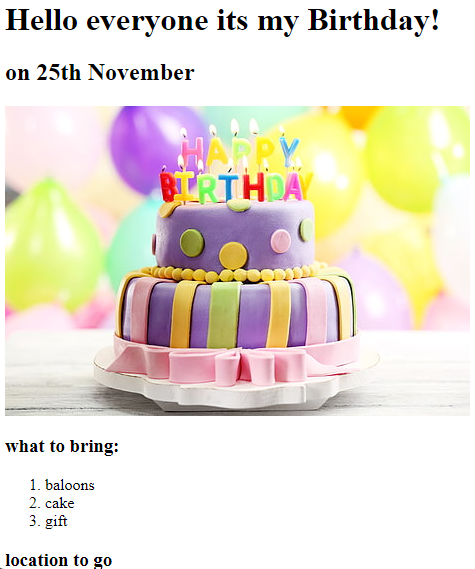 Hello everyone its my Birthday!
on 25th November
HAPPY
BIRTHDAY
what to bring:
1. baloons
2. cake
3. gift
location to go